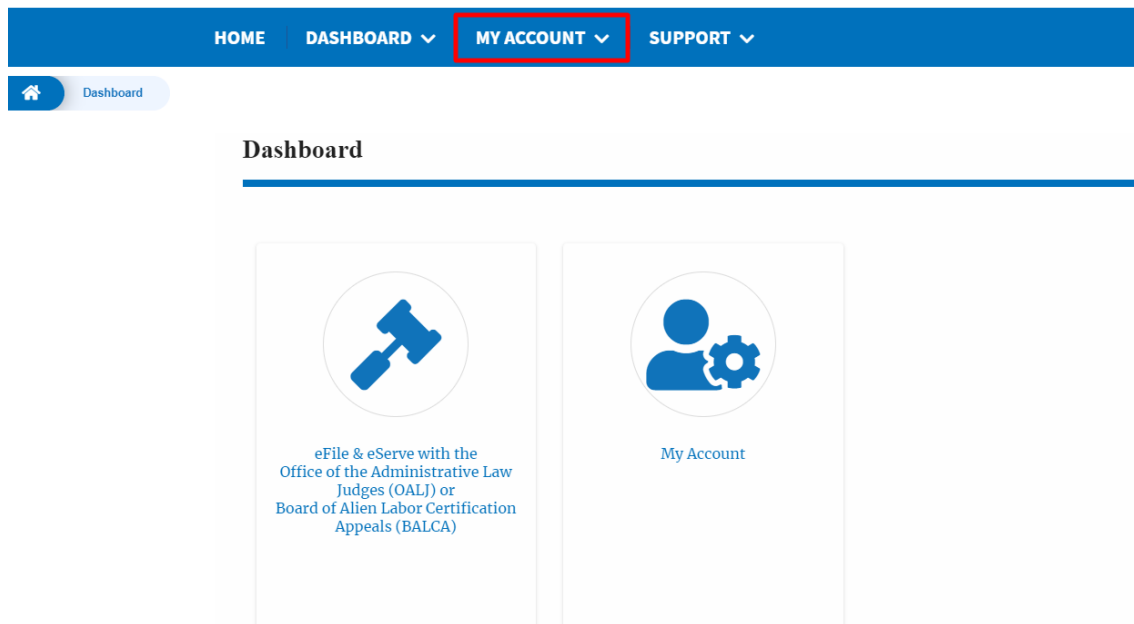 HOME DASHBOARD MY ACCOUNT SUPPORT
Dashboard
Dashboard
eFile & eServe with the
Office of the Administrative Law
Judges (OALJ) or
Board of Alien Labor Certification
Appeals (BALCA)
My Account